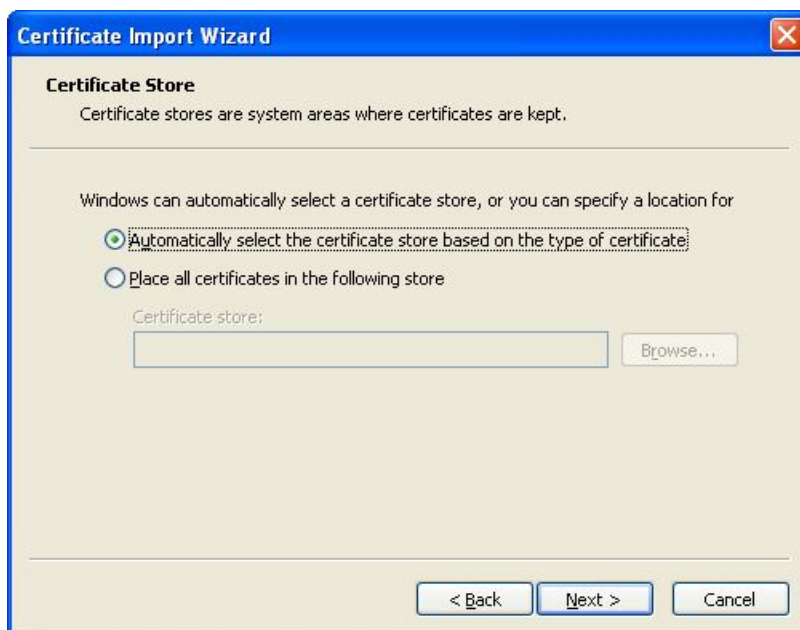 Certificate Import Wizard
Certificate Store
Certificate stores are system areas where certificates are kept.
Windows can automatically select a certificate store, or you can specify a location for
Automatically select the certificate store based on the type of certificate
Place all certificates in the following store
Certificate store:
Browse...
< Back
Next >
Cancel